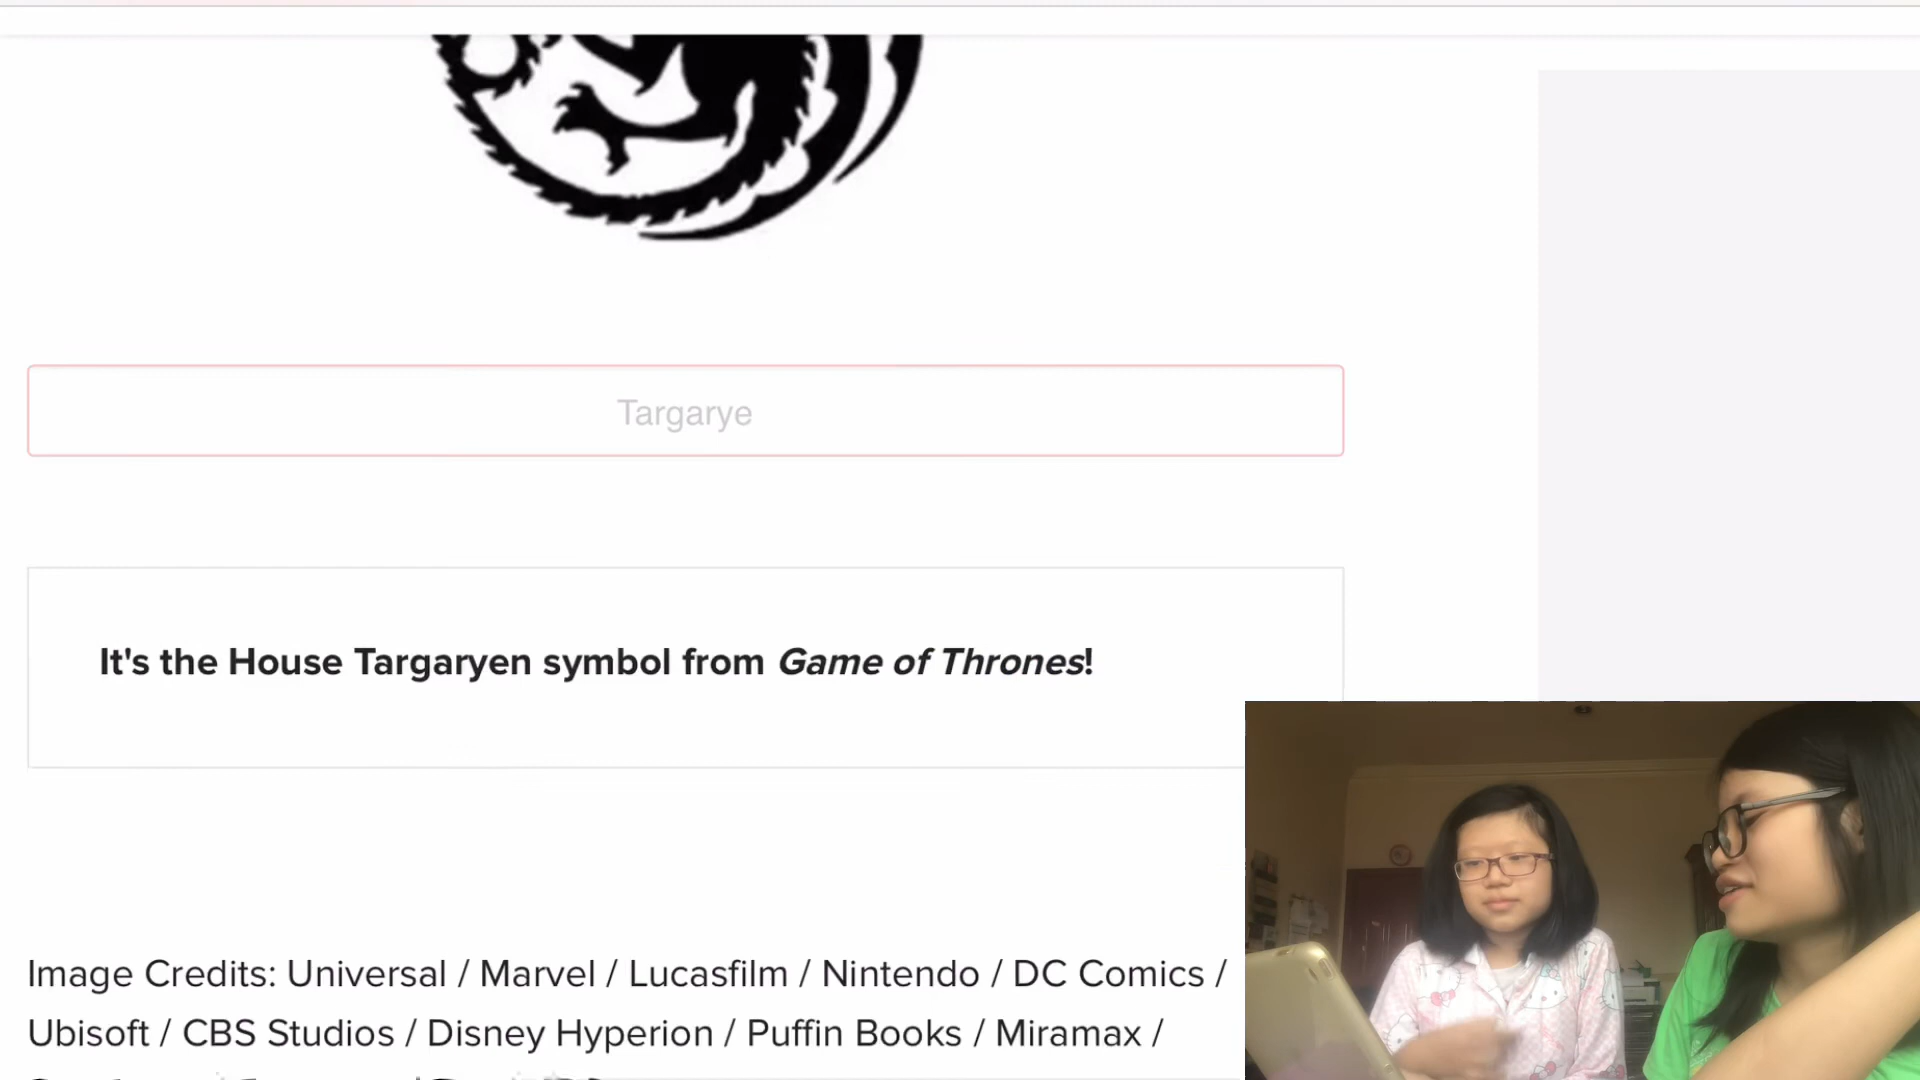 Targarye
It's the House Targaryen symbol from Game of Thrones!
Image Credits: Universal / Marvel / Lucasfilm / Nintendo / DC Comics /
Ubisoft / CBS Studios / Disney Hyperion / Puffin Books / Miramax /